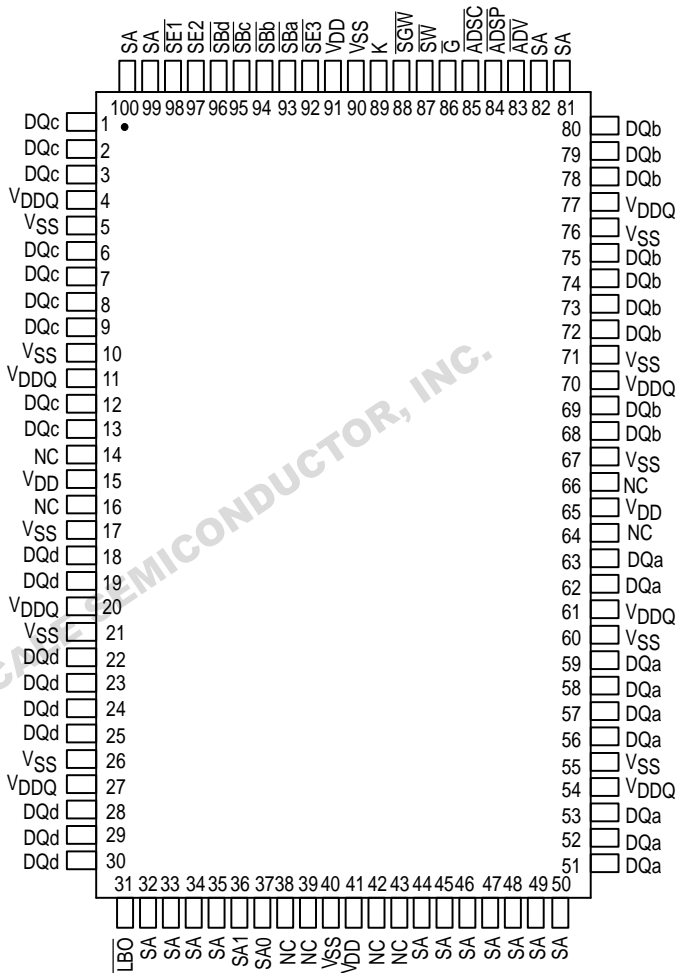 SA SA SE1 SE2 SBd SBc SBb SBa SE3 VDD VSS K SGW SW G ADSC ADSP ADV SA SA
100 99 98 97 96 95 94 93 92 91 90 89 88 87 86 85 84 83 82 81
DQc 1
DQc 2
DQc 3
VDDQ 4
VSS 5
DQc 6
DQc 7
DQc 8
DQc 9
VSS 10
VDDQ 11
DQc 12
DQc 13
NC 14
VDD 15
NC 16
VSS 17
DQd 18
DQd 19
VDDQ 20
VSS 21
DQd 22
DQd 23
DQd 24
DQd 25
VSS 26
VDDQ 27
DQd 28
DQd 29
DQd 30
80 DQb
79 DQb
78 DQb
77 VDDQ
76 VSS
75 DQb
74 DQb
73 DQb
72 DQb
71 VSS
70 VDDQ
69 DQb
68 DQb
67 VSS
66 NC
65 VDD
64 NC
63 DQa
62 DQa
61 VDDQ
60 VSS
59 DQa
58 DQa
57 DQa
56 DQa
55 VSS
54 VDDQ
53 DQa
52 DQa
51 DQa
31 32 33 34 35 36 37 38 39 40 41 42 43 44 45 46 47 48 49 50
LBO SA SA SA SA SA1 SA0 NC NC VSS VDD NC NC SA SA SA SA SA SA SA
SEMICONDUCTOR, INC.